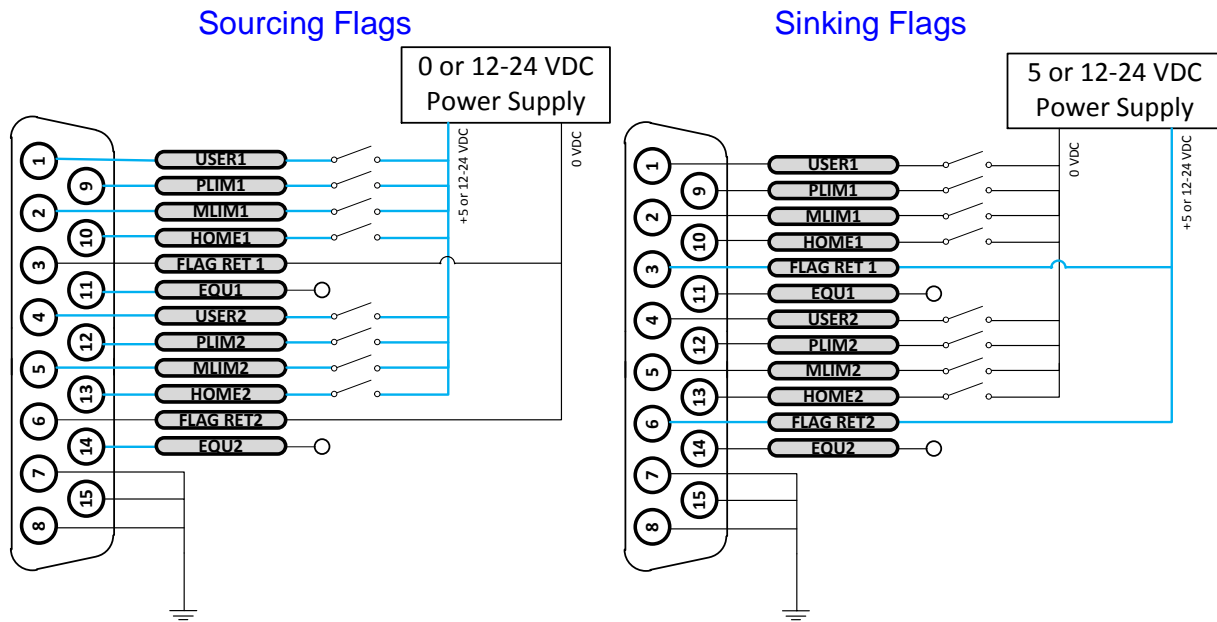 Sourcing Flags
0 or 12-24 VDC
Power Supply
+5 or 12-24 VDC
0 VDC
1
9
2
10
3
11
4
12
5
13
6
14
7
15
8
USER1
PLIM1
MLIM1
HOME1
FLAG RET 1
EQU1
USER2
PLIM2
MLIM2
HOME2
FLAG RET2
EQU2
Sinking Flags
5 or 12-24 VDC
Power Supply
0 VDC
+5 or 12-24 VDC
1
9
2
10
3
11
4
12
5
13
6
14
7
15
8
USER1
PLIM1
MLIM1
HOME1
FLAG RET 1
EQU1
USER2
PLIM2
MLIM2
HOME2
FLAG RET2
EQU2